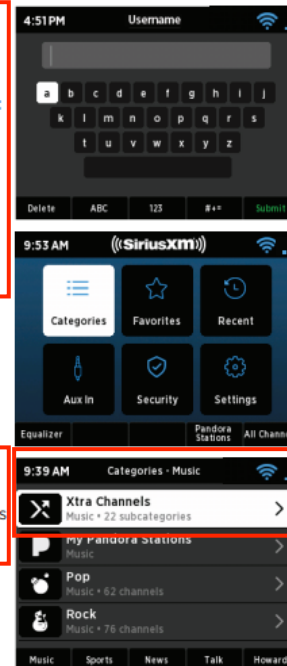 4:51 PM Username
a b c d e f g h i j
k l m n o p q r s
t u v w x y z
Delete ABC 123 #+= Submit
9:53 AM ((SiriusXM))
Categories Favorites Recent
Aux In Security Settings
Equalizer Pandora Stations All Channe
9:39 AM Categories - Music
Xtra Channels
Music • 22 subcategories
s
My Pandora Stations
Music
Pop
Music • 62 channels
Rock
Music • 76 channels
Music Sports News Talk Howard